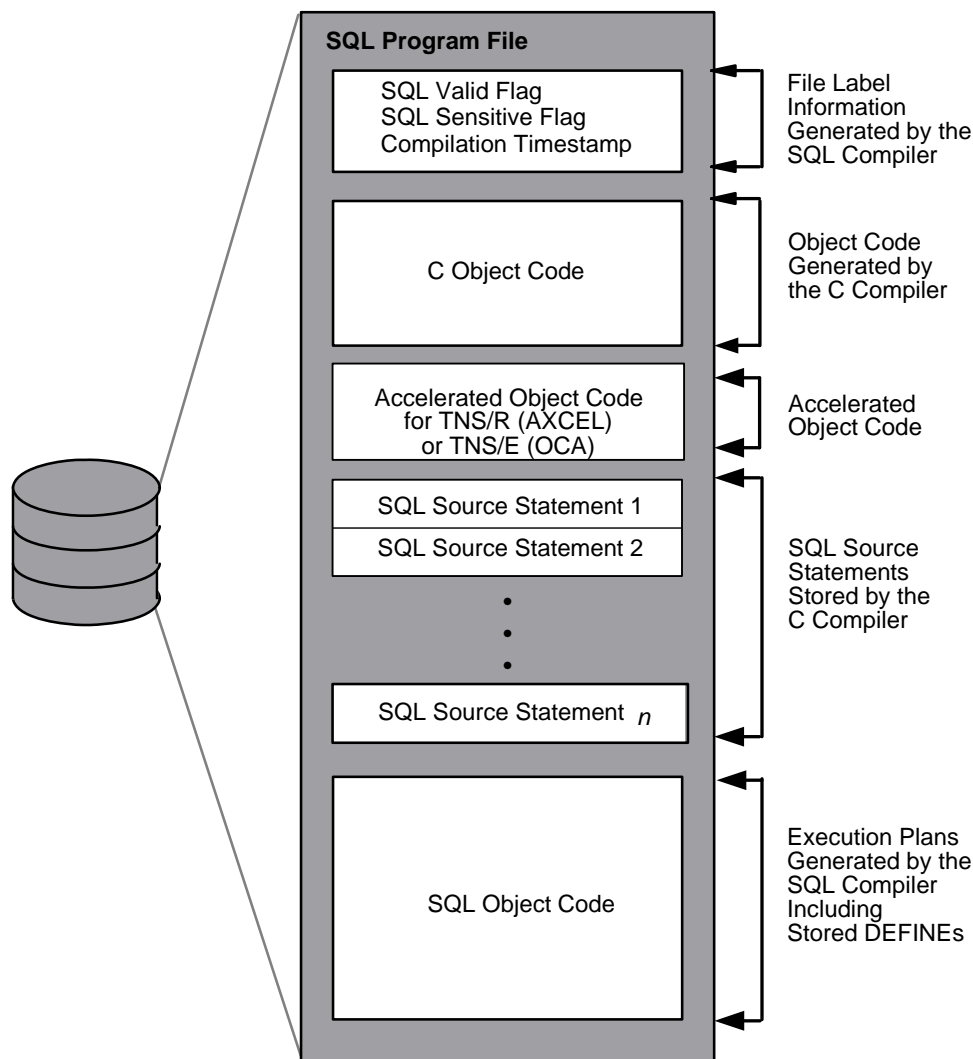 SQL Program File
SQL Valid Flag
SQL Sensitive Flag
Compilation Timestamp
File Label
Information
Generated by the
SQL Compiler
C Object Code
Object Code
Generated by
the C Compiler
Accelerated Object Code
for TNS/R (AXCEL)
or TNS/E (OCA)
Accelerated
Object Code
SQL Source Statement 1
SQL Source Statement 2
SQL Source Statement n
SQL Source
Statements
Stored by the
C Compiler
SQL Object Code
Execution Plans
Generated by the
SQL Compiler
Including
Stored DEFINEs